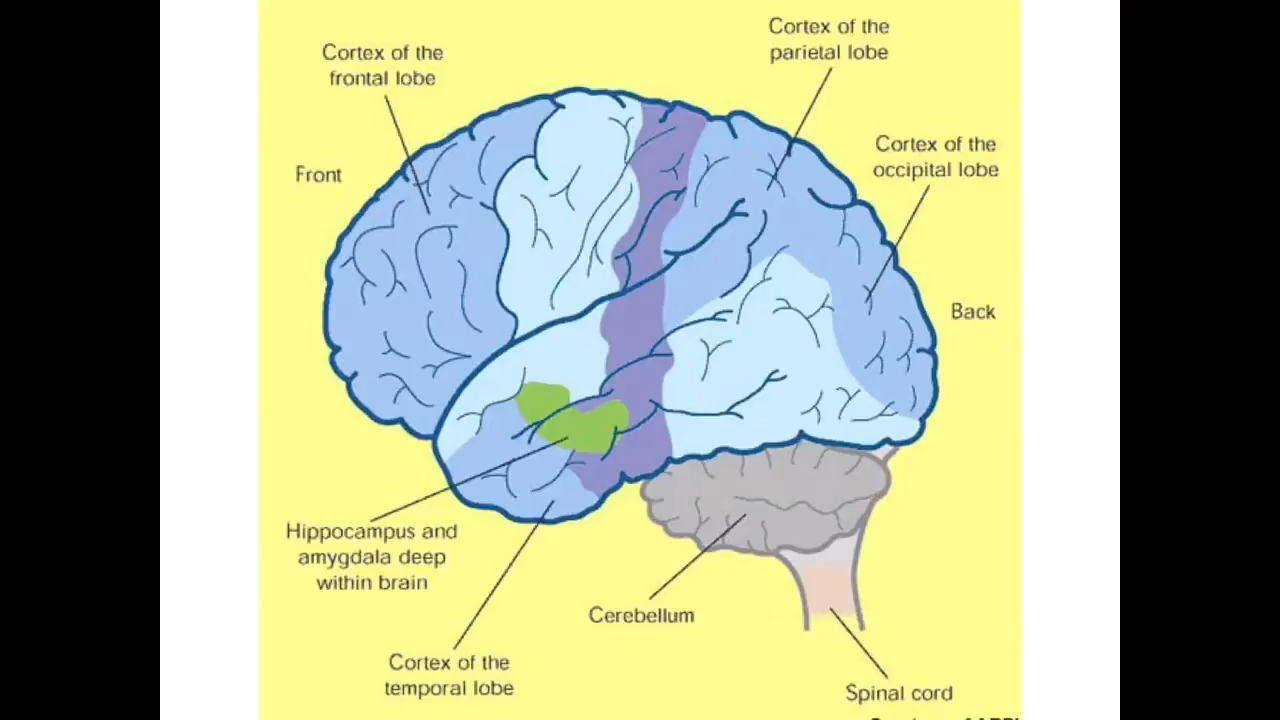 Cortex of the
parietal lobe
Cortex of the
frontal lobe
Cortex of the
occipital lobe
Front
Back
Hippocampus and
amygdala deep
within brain
Cerebellum
Cortex of the
temporal lobe
Spinal cord